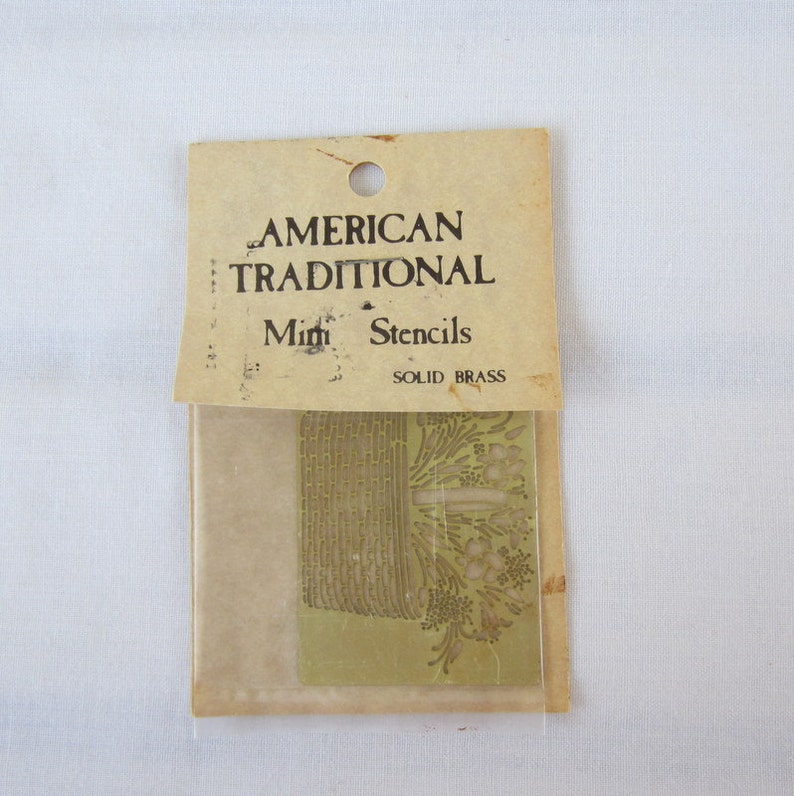 AMERICAN
TRADITIONAL
Mini Stencils
SOLID BRASS